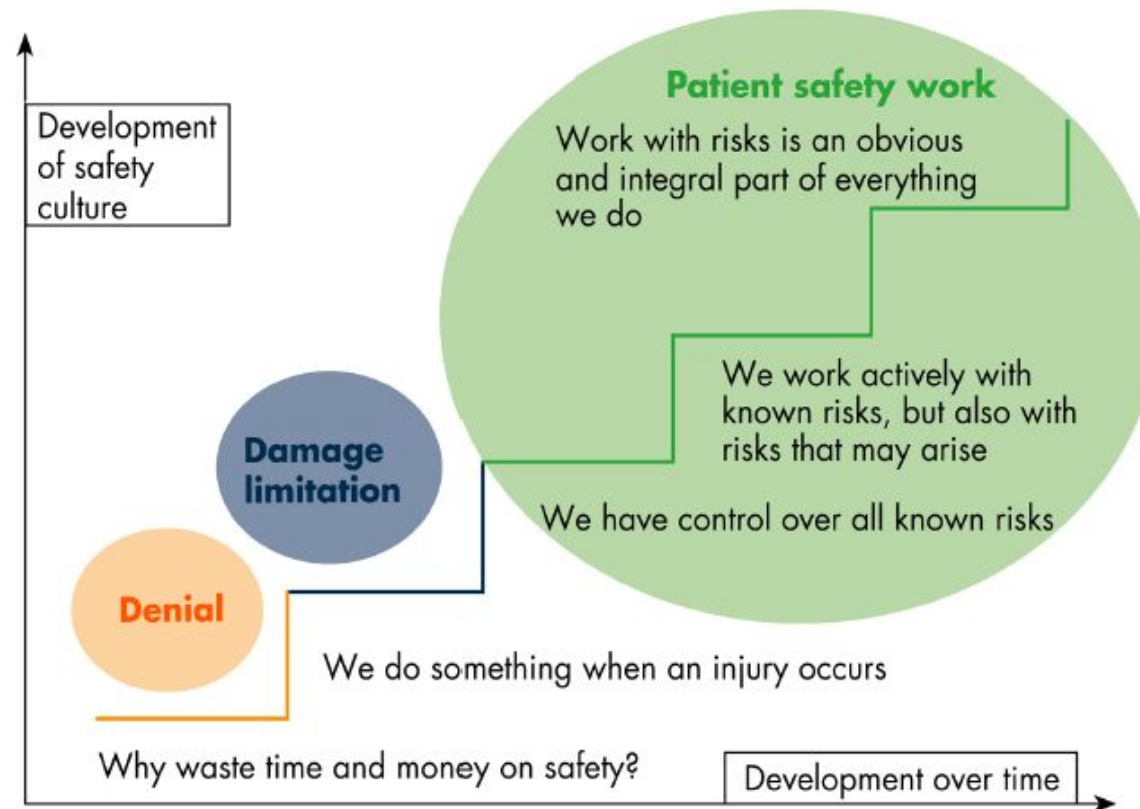 Patient safety work
Development
of safety
culture
Work with risks is an obvious
and integral part of everything
we do
We work actively with
known risks, but also with
risks that may arise
Damage
limitation
We have control over all known risks
Denial
We do something when an injury occurs
Why waste time and money on safety?
Development over time